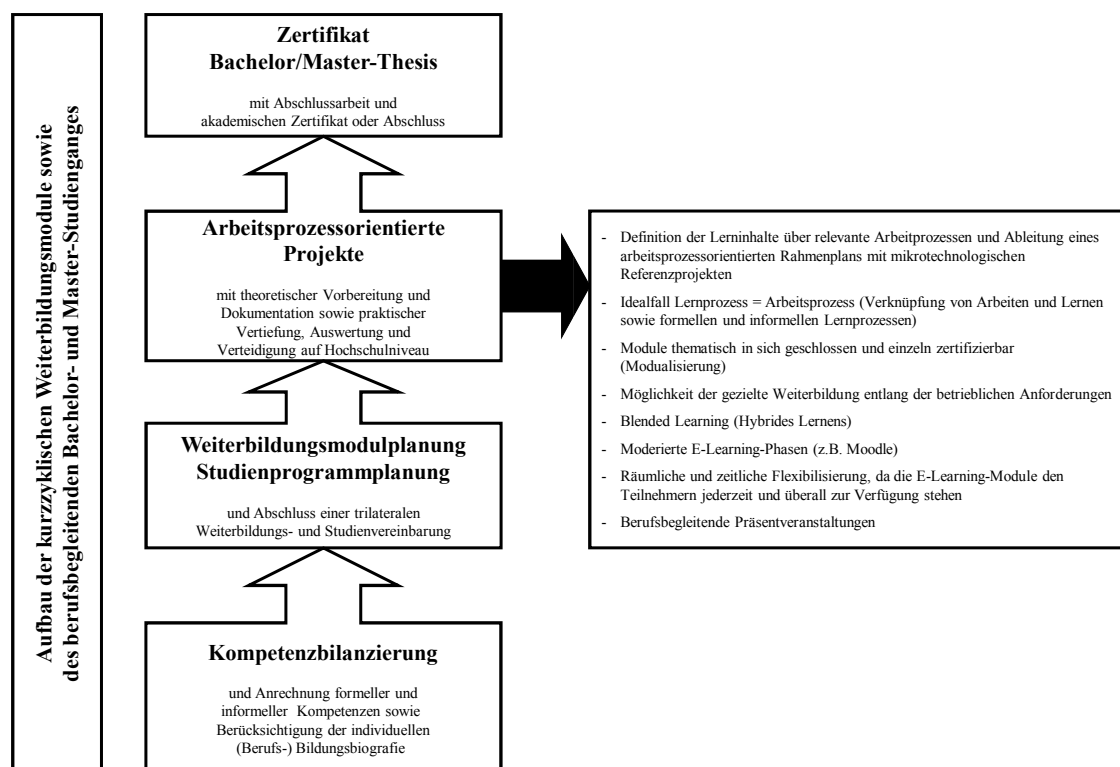 Aufbau der kurzzyklischen Weiterbildungsmodule sowie
des berufsbegleitenden Bachelor- und Master-Studienganges
Zertifikat
Bachelor/Master-Thesis
mit Abschlussarbeit und
akademischen Zertifikat oder Abschluss
Arbeitsprozessorientierte
Projekte
mit theoretischer Vorbereitung und
Dokumentation sowie praktischer
Vertiefung, Auswertung und
Verteidigung auf Hochschulniveau
Weiterbildungsmodulplanung
Studienprogrammplanung
und Abschluss einer trilateralen
Weiterbildungs- und Studienvereinbarung
Kompetenzbilanzierung
und Anrechnung formeller und
informeller Kompetenzen sowie
Berücksichtigung der individuellen
(Berufs-) Bildungsbiografie
- Definition der Lerninhalte über relevante Arbeitprozessen und Ableitung eines
arbeitsprozessorientierten Rahmenplans mit mikrotechnologischen
Referenzprojekten
- Idealfall Lernprozess = Arbeitsprozess (Verknüpfung von Arbeiten und Lernen
sowie formellen und informellen Lernprozessen)
- Module thematisch in sich geschlossen und einzeln zertifizierbar
(Modualisierung)
- Möglichkeit der gezielte Weiterbildung entlang der betrieblichen Anforderungen
- Blended Learning (Hybrides Lernens)
- Moderierte E-Learning-Phasen (z.B. Moodle)
- Räumliche und zeitliche Flexibilisierung, da die E-Learning-Module den
Teilnehmern jederzeit und überall zur Verfügung stehen
- Berufsbegleitende Präsentveranstaltungen